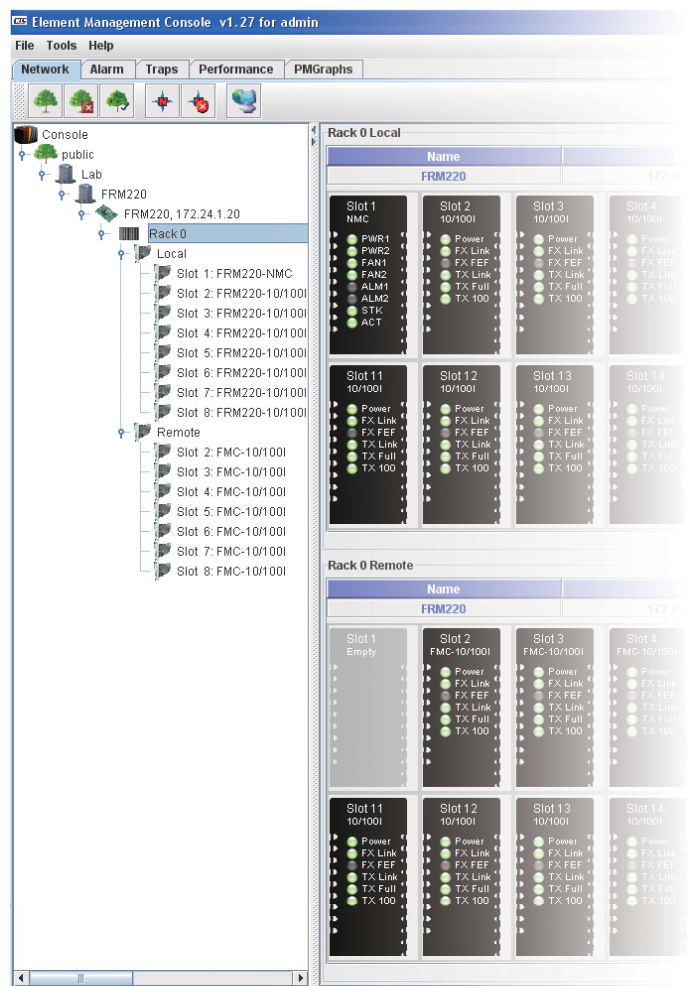 Element Management Console v1.27 for admin
File Tools Help
Network Alarm Traps Performance PMGraphs
Console
public
Lab
FRM220
FRM220, 172.24.1.20
Rack 0
Local
Slot 1: FRM220-NMC
Slot 2: FRM220-10/100I
Slot 3: FRM220-10/100I
Slot 4: FRM220-10/100I
Slot 5: FRM220-10/100I
Slot 6: FRM220-10/100I
Slot 7: FRM220-10/100I
Slot 8: FRM220-10/100I
Remote
Slot 2: FMC-10/100I
Slot 3: FMC-10/100I
Slot 4: FMC-10/100I
Slot 5: FMC-10/100I
Slot 6: FMC-10/100I
Slot 7: FMC-10/100I
Slot 8: FMC-10/100I
Rack 0 Local
Name
FRM220 172.2
Slot 1
NMC
PWR1
PWR2
FAN1
FAN2
ALM1
ALM2
STK
ACT
Slot 2
10/100I
Power
FX Link
FX FEF
TX Link
TX Full
TX 100
Slot 3
10/100I
Power
FX Link
FX FEF
TX Link
TX Full
TX 100
Slot 4
10/100I
Power
FX Link
FX FEF
TX Link
TX Full
TX 100
Slot 11
10/100I
Power
FX Link
FX FEF
TX Link
TX Full
TX 100
Slot 12
10/100I
Power
FX Link
FX FEF
TX Link
TX Full
TX 100
Slot 13
10/100I
Power
FX Link
FX FEF
TX Link
TX Full
TX 100
Slot 14
10/100I
Power
FX Link
FX FEF
TX Link
TX Full
TX 100
Rack 0 Remote
Name
FRM220 172.24
Slot 1
Empty
Slot 2
FMC-10/100I
Power
FX Link
FX FEF
TX Link
TX Full
TX 100
Slot 3
FMC-10/100I
Power
FX Link
FX FEF
TX Link
TX Full
TX 100
Slot 4
FMC-10/100I
Power
FX Link
FX FEF
TX Link
TX Full
TX 100
Slot 11
10/100I
Power
FX Link
FX FEF
TX Link
TX Full
TX 100
Slot 12
10/100I
Power
FX Link
FX FEF
TX Link
TX Full
TX 100
Slot 13
10/100I
Power
FX Link
FX FEF
TX Link
TX Full
TX 100
Slot 14
10/100I
Power
FX Link
FX FEF
TX Link
TX Full
TX 100